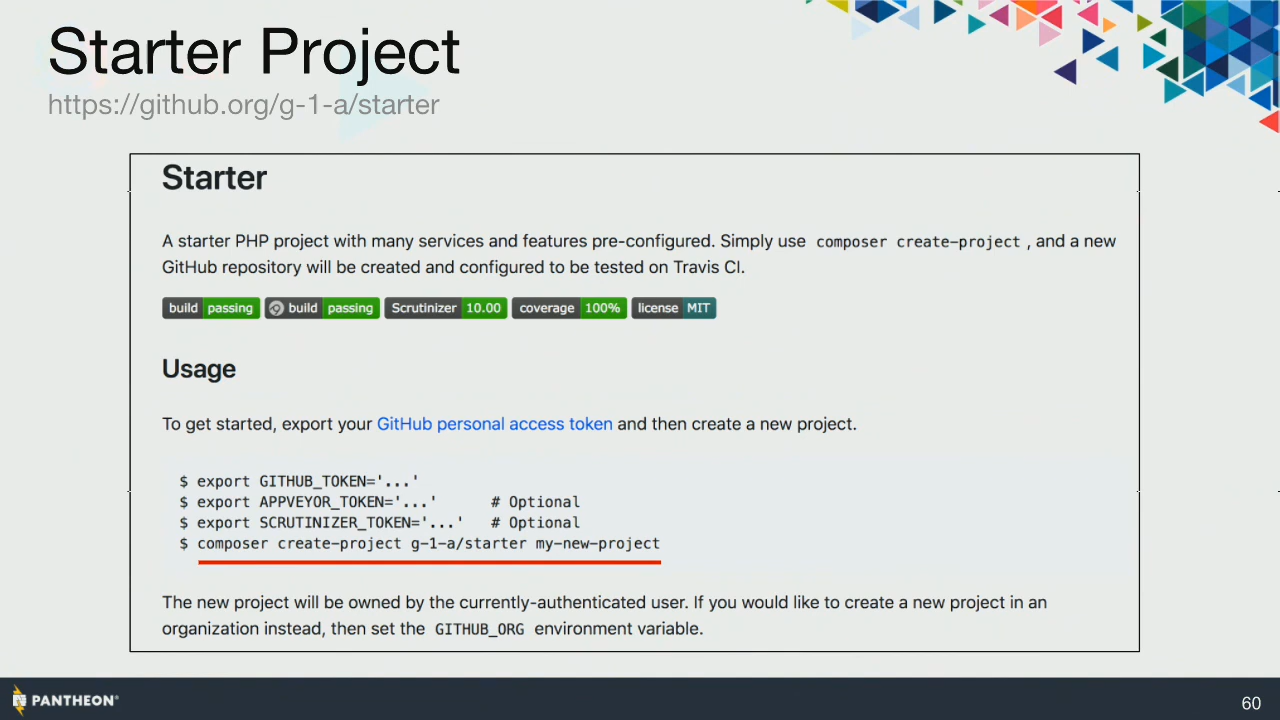 Starter Project
https://github.org/g-1-a/starter
Starter
A starter PHP project with many services and features pre-configured. Simply use composer create-project , and a new
GitHub repository will be created and configured to be tested on Travis CI.
build passing build passing Scrutinizer 10.00 coverage 100% license MIT
Usage
To get started, export your GitHub personal access token and then create a new project.
$ export GITHUB_TOKEN='...'
$ export APPVEYOR_TOKEN='...' # Optional
$ export SCRUTINIZER_TOKEN='...' # Optional
$ composer create-project g-1-a/starter my-new-project
The new project will be owned by the currently-authenticated user. If you would like to create a new project in an
organization instead, then set the GITHUB_ORG environment variable.
PANTHEON®
60